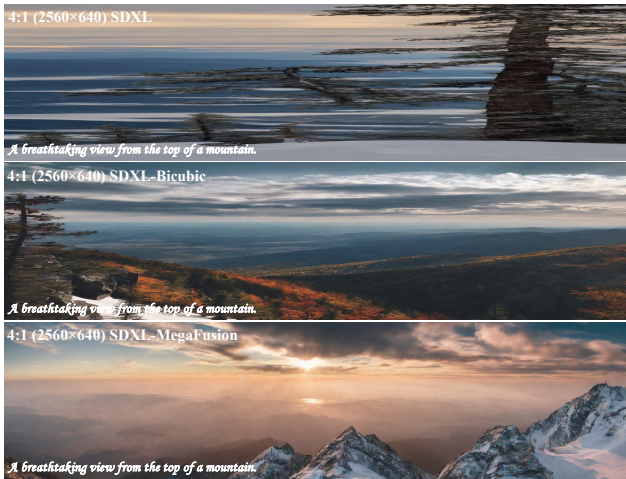 4:1 (2560×640) SDXL
A breathtaking view from the top of a mountain.
4:1 (2560×640) SDXL-Bicubic
A breathtaking view from the top of a mountain.
4:1 (2560×640) SDXL-MegaFusion
A breathtaking view from the top of a mountain.